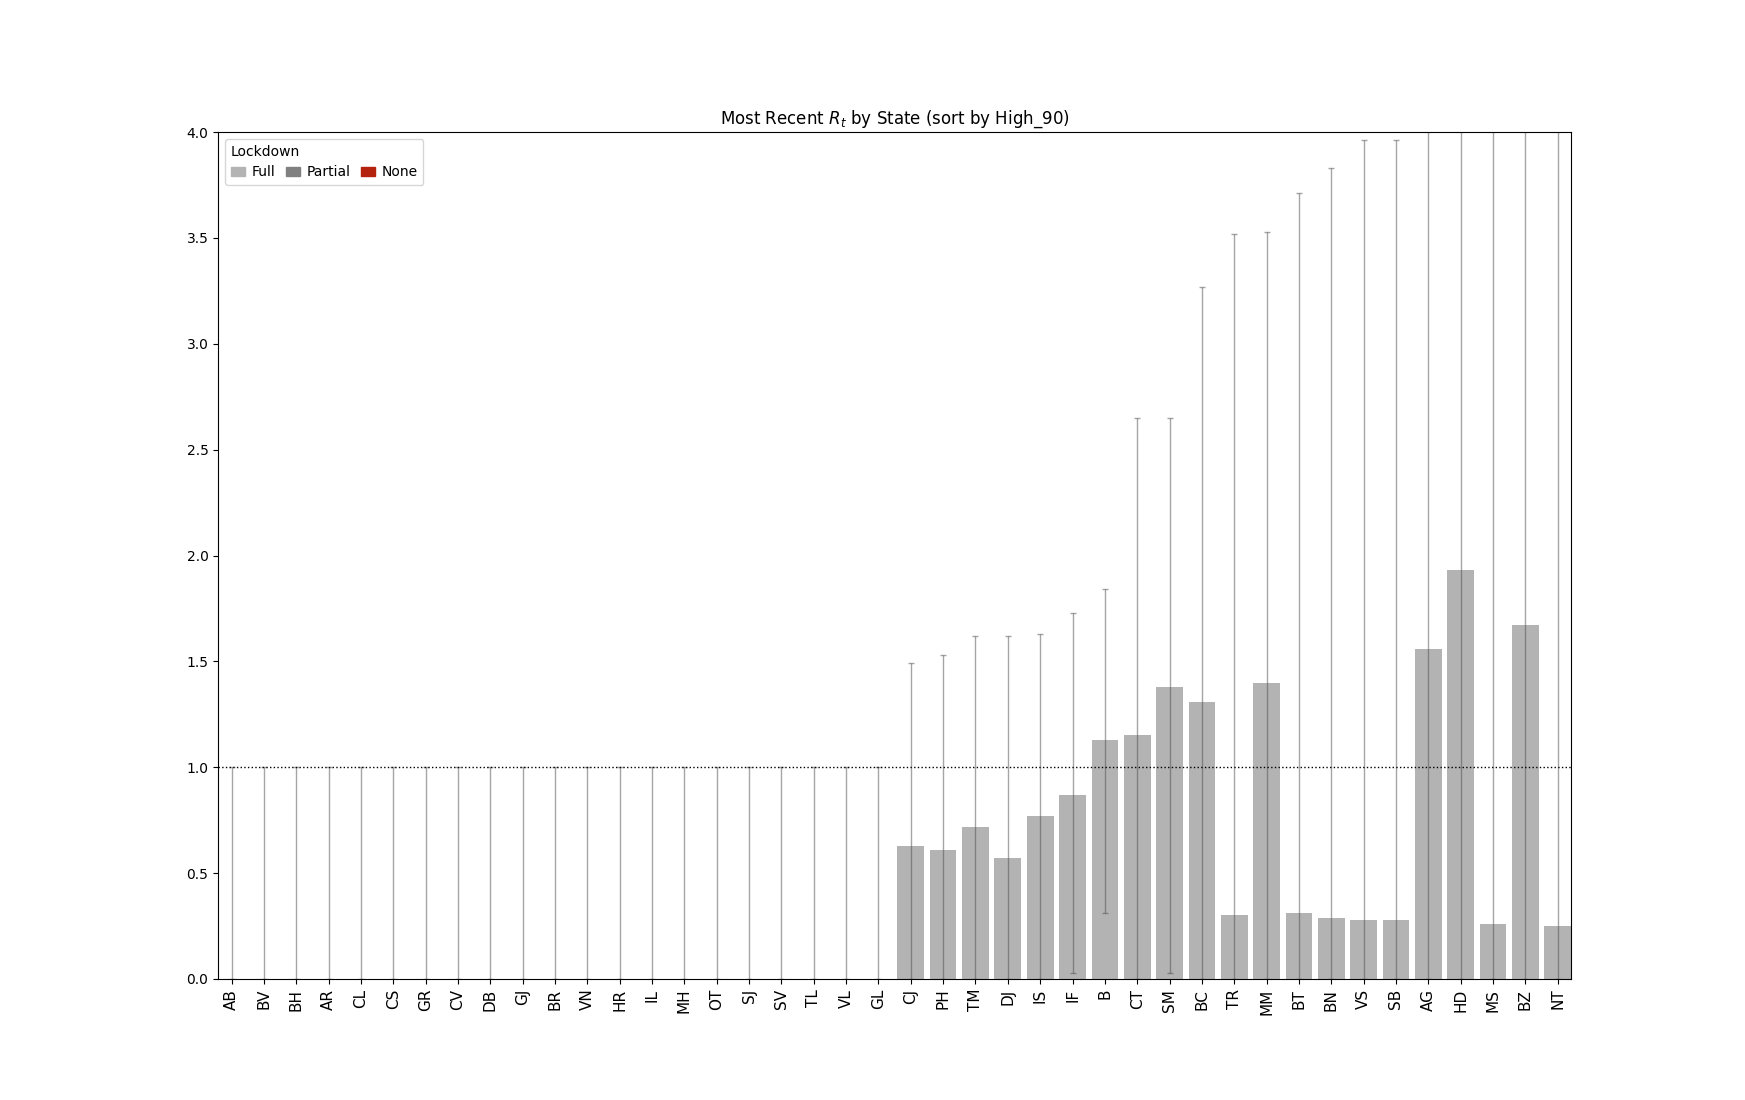 Most Recent R_t by State (sort by High_90)
Lockdown
Full Partial None
4.0
3.5
3.0
2.5
2.0
1.5
1.0
0.5
0.0
AB BV BH AR CL CS GR CV DB GJ BR VN HR IL MH OT SJ SV TL VL GL CJ PH TM DJ IS IF B CT SM BC TR MM BT BN VS SB AG HD MS BZ NT